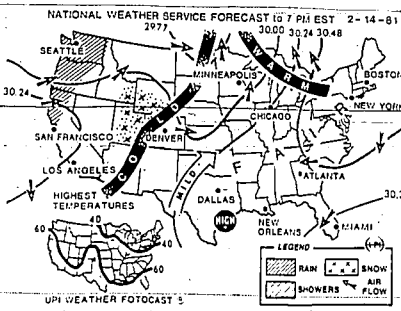 NATIONAL WEATHER SERVICE FORECAST to 7 PM EST 2-14-81
29.77
30.00 30.24 30.48
SEATTLE
WARM
MINNEAPOLIS
BOSTON
30.24
NEW YORK
COLD
CHICAGO
SAN FRANCISCO
DENVER
LOS ANGELES
MILD
ATLANTA
HIGHEST
TEMPERATURES
DALLAS
HIGH
NEW
ORLEANS
MIAMI
40
60
40
60
LEGEND
RAIN
SNOW
SHOWERS
AIR
FLOW
UPI WEATHER FOTOCAST